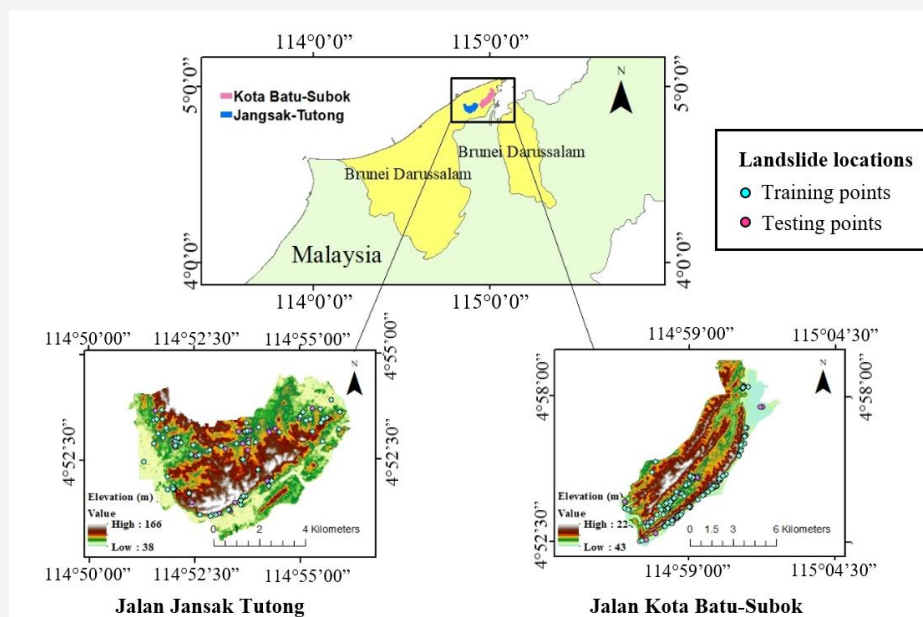 114°0’0” 115°0’0”
5°0’0” 5°0’0”
N
Kota Batu-Subok
Jangsak-Tutong
Brunei Darussalam
Brunei Darussalam
Malaysia
4°0’0” 4°0’0”
114°0’0” 115°0’0”
Landslide locations
Training points
Testing points
114°50’00” 114°52’30” 114°55’00”
4°55’00”
N
4°52’30” 4°52’30”
Elevation (m)
Value
High : 166
Low : 38
0 2 4 Kilometers
114°50’00” 114°52’30” 114°55’00”
Jalan Jansak Tutong
114°59’00” 115°04’30”
N
4°58’00” 4°58’00”
Elevation (m)
Value
High : 22
Low : 43
0 1.5 3 6 Kilometers
4°52’30” 4°52’30”
114°59’00” 115°04’30”
Jalan Kota Batu-Subok